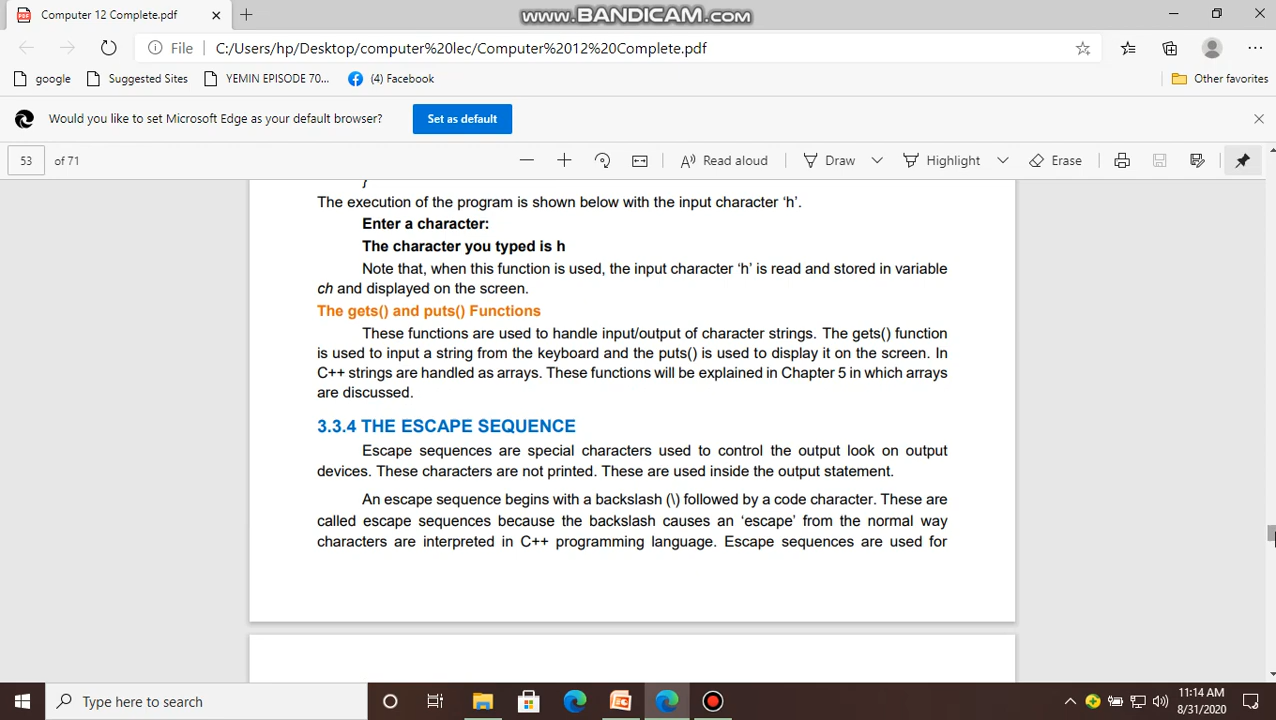 Computer 12 Complete.pdf
www.BANDICAM.com
File C:/Users/hp/Desktop/computer%20lec/Computer%2012%20Complete.pdf
google Suggested Sites YEMIN EPISODE 70... (4) Facebook Other favorites
Would you like to set Microsoft Edge as your default browser? Set as default
53 of 71 Read aloud Draw Highlight Erase
}
The execution of the program is shown below with the input character ‘h’.
Enter a character:
The character you typed is h
Note that, when this function is used, the input character ‘h’ is read and stored in variable
ch and displayed on the screen.
The gets() and puts() Functions
These functions are used to handle input/output of character strings. The gets() function
is used to input a string from the keyboard and the puts() is used to display it on the screen. In
C++ strings are handled as arrays. These functions will be explained in Chapter 5 in which arrays
are discussed.
3.3.4 THE ESCAPE SEQUENCE
Escape sequences are special characters used to control the output look on output
devices. These characters are not printed. These are used inside the output statement.
An escape sequence begins with a backslash (\) followed by a code character. These are
called escape sequences because the backslash causes an ‘escape’ from the normal way
characters are interpreted in C++ programming language. Escape sequences are used for
Type here to search
11:14 AM
8/31/2020